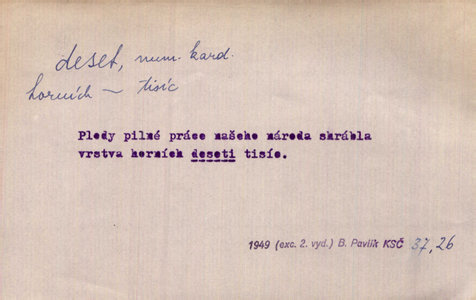 deset, num. kard.
horních ~ tisíc
Plody pilné práce našeho národa shrábla
vrstva horních deseti tisíc.
1949 (exc. 2. vyd.) B. Pavlík KSČ 37, 26